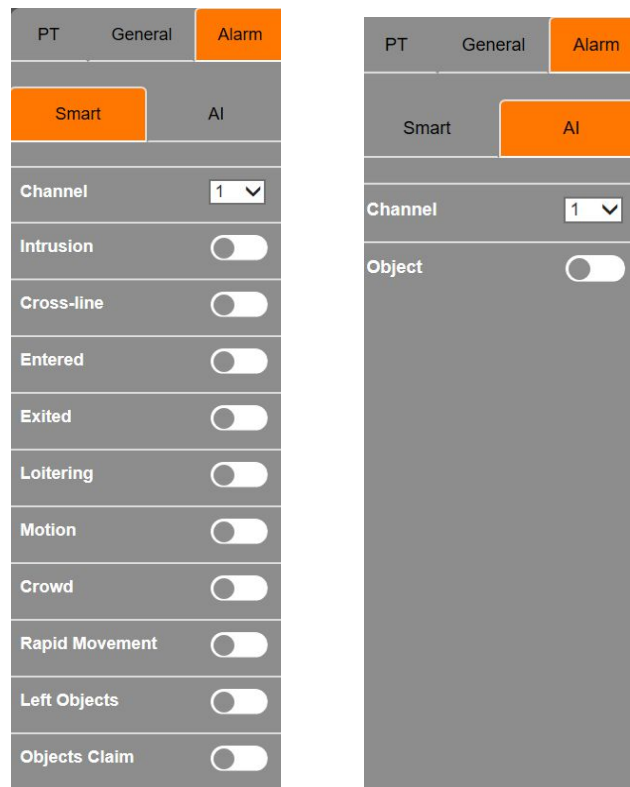 PT General Alarm
Smart AI
Channel 1
Intrusion
Cross-line
Entered
Exited
Loitering
Motion
Crowd
Rapid Movement
Left Objects
Objects Claim
PT General Alarm
Smart AI
Channel 1
Object